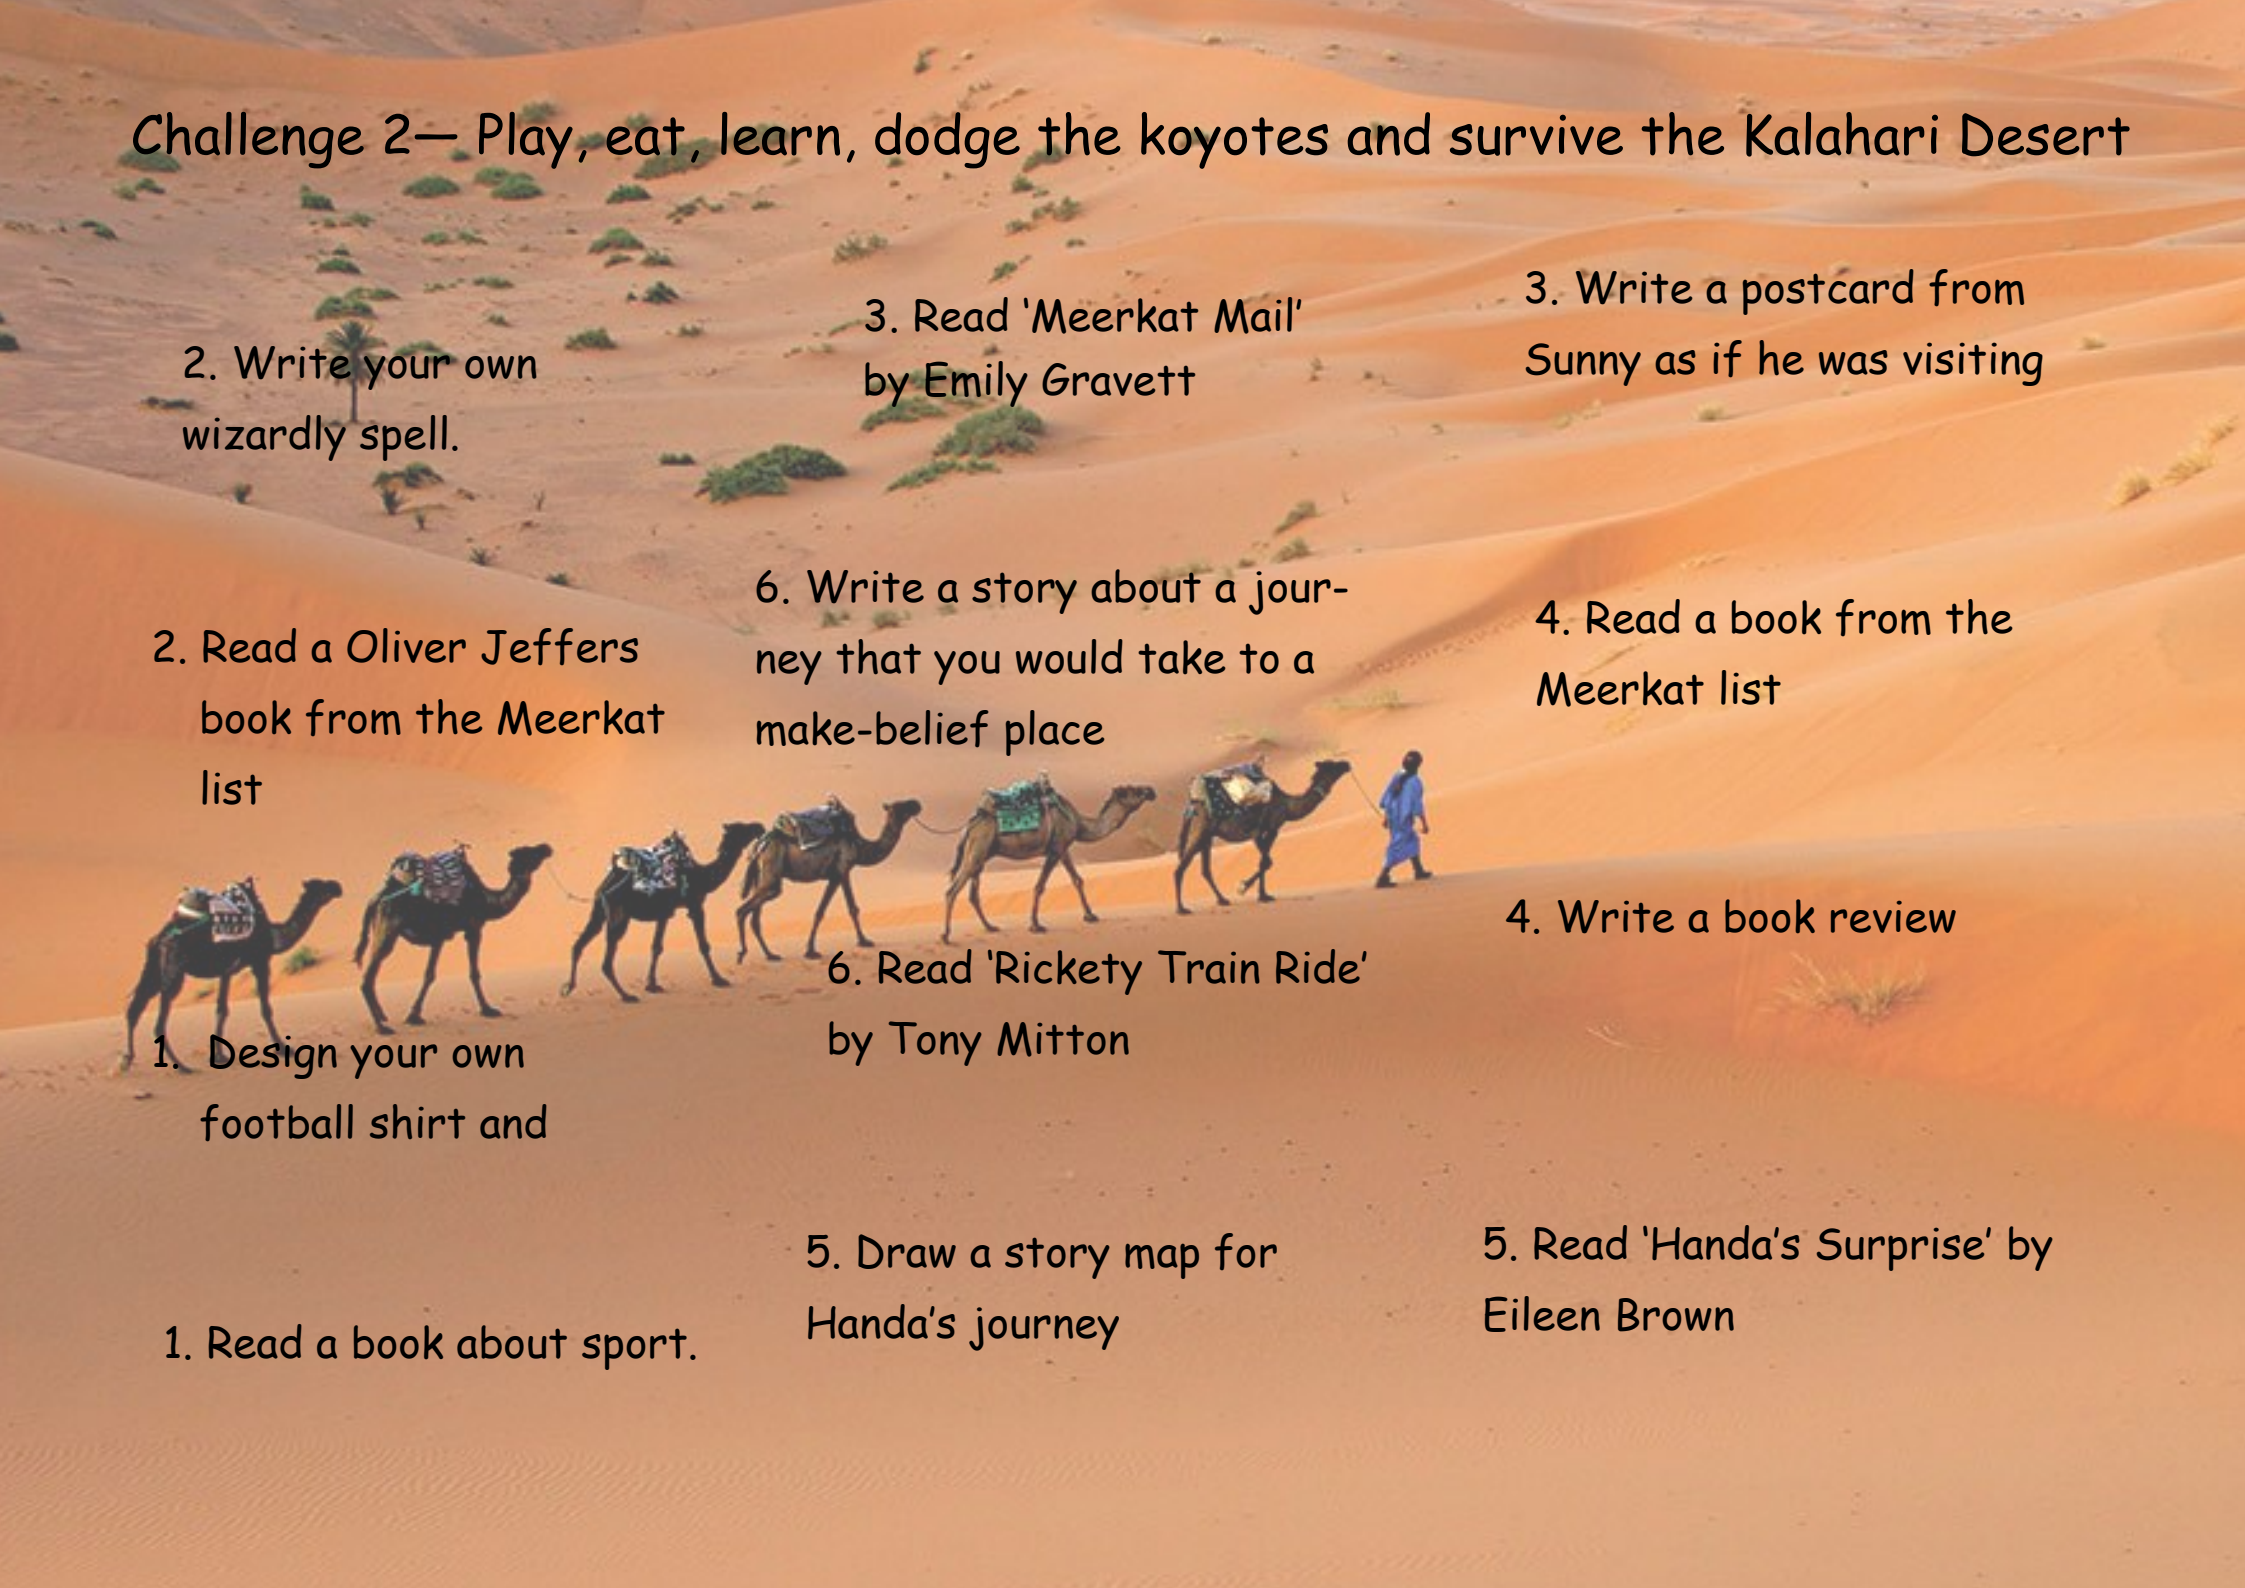 Challenge 2— Play, eat, learn, dodge the koyotes and survive the Kalahari Desert
2. Write your own
wizardly spell.
3. Read ‘Meerkat Mail’
by Emily Gravett
3. Write a postcard from
Sunny as if he was visiting
2. Read a Oliver Jeffers
book from the Meerkat
list
6. Write a story about a jour-
ney that you would take to a
make-belief place
4. Read a book from the
Meerkat list
4. Write a book review
6. Read ‘Rickety Train Ride’
by Tony Mitton
1. Design your own
football shirt and
5. Draw a story map for
Handa’s journey
5. Read ‘Handa’s Surprise’ by
Eileen Brown
1. Read a book about sport.